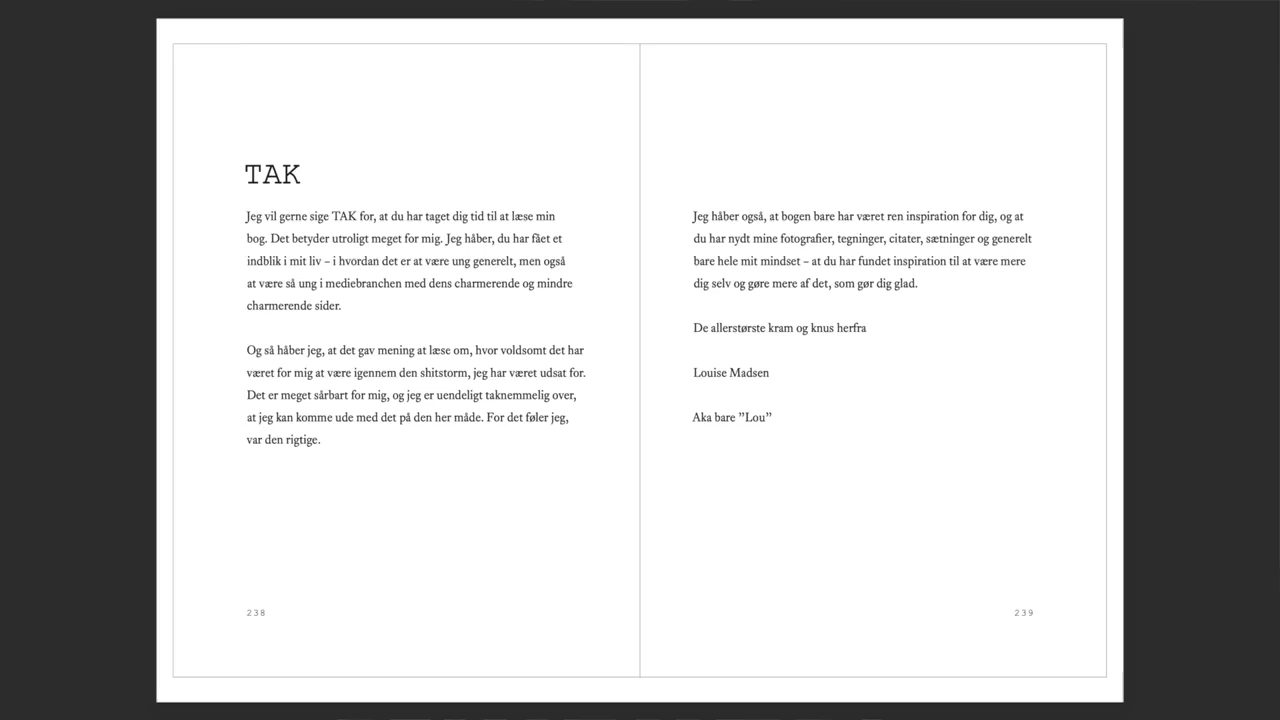 TAK
Jeg vil gerne sige TAK for, at du har taget dig tid til at læse min
bog. Det betyder utroligt meget for mig. Jeg håber, du har fået et
indblik i mit liv – i hvordan det er at være ung generelt, men også
at være så ung i mediebranchen med dens charmerende og mindre
charmerende sider.
Og så håber jeg, at det gav mening at læse om, hvor voldsomt det har
været for mig at være igennem den shitstorm, jeg har været udsat for.
Det er meget sårbart for mig, og jeg er uendeligt taknemmelig over,
at jeg kan komme ude med det på den her måde. For det føler jeg,
var den rigtige.
238
Jeg håber også, at bogen bare har været ren inspiration for dig, og at
du har nydt mine fotografier, tegninger, citater, sætninger og generelt
bare hele mit mindset – at du har fundet inspiration til at være mere
dig selv og gøre mere af det, som gør dig glad.
De allerstørste kram og knus herfra
Louise Madsen
Aka bare ”Lou”
239